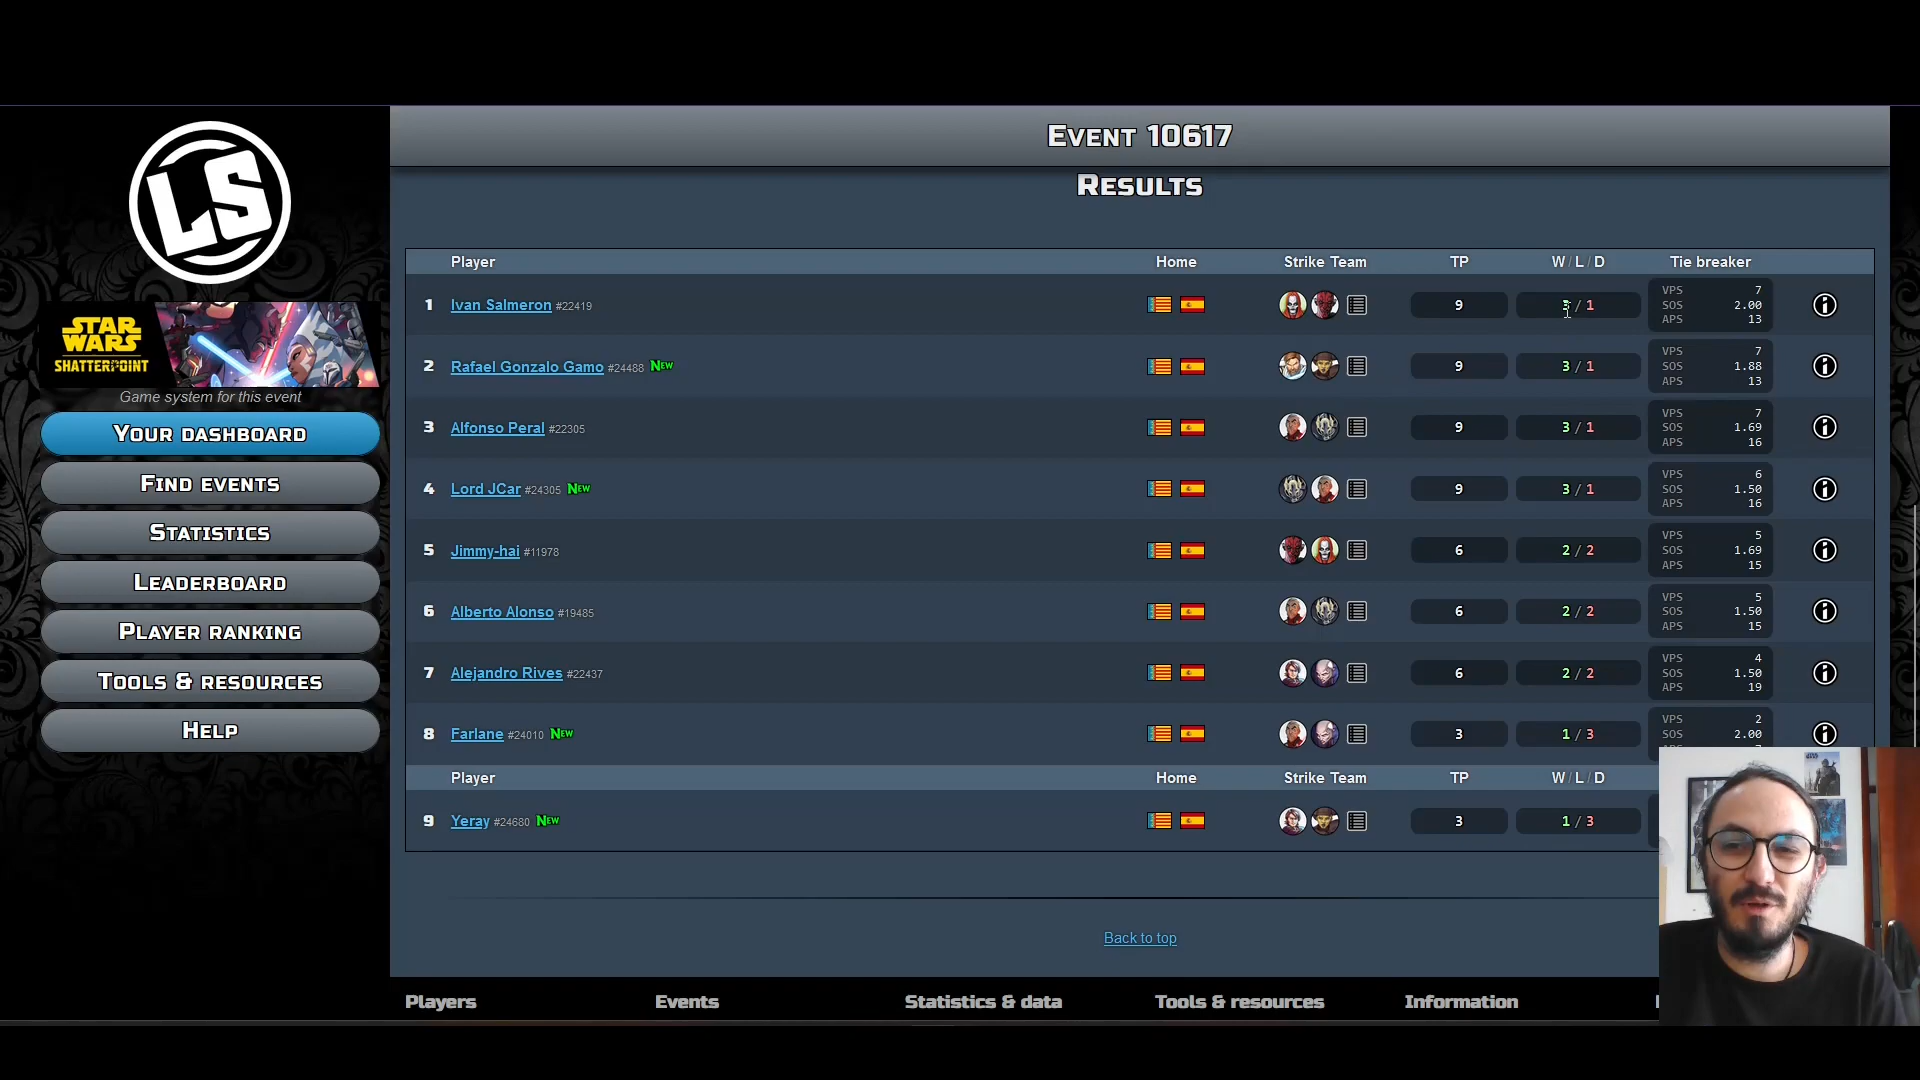 EVENT 10617
RESULTS
LS
STAR WARS
SHATTERPOINT
Game system for this event
YOUR DASHBOARD
FIND EVENTS
STATISTICS
LEADERBOARD
PLAYER RANKING
TOOLS & RESOURCES
HELP
Player Home Strike Team TP W / L / D Tie breaker
1 Ivan Salmeron #22419 9 3 / 1 VPS 7 SOS 2.00 APS 13
2 Rafael Gonzalo Gamo #24488 NEW 9 3 / 1 VPS 7 SOS 1.88 APS 13
3 Alfonso Peral #22305 9 3 / 1 VPS 7 SOS 1.69 APS 16
4 Lord JCar #24305 NEW 9 3 / 1 VPS 6 SOS 1.50 APS 16
5 Jimmy-hai #11978 6 2 / 2 VPS 5 SOS 1.69 APS 15
6 Alberto Alonso #19485 6 2 / 2 VPS 5 SOS 1.50 APS 15
7 Alejandro Rives #22437 6 2 / 2 VPS 4 SOS 1.50 APS 19
8 Farlane #24010 NEW 3 1 / 3 VPS 2 SOS 2.00
Player Home Strike Team TP W / L / D
9 Yeray #24680 NEW 3 1 / 3
Back to top
Players Events Statistics & data Tools & resources Information